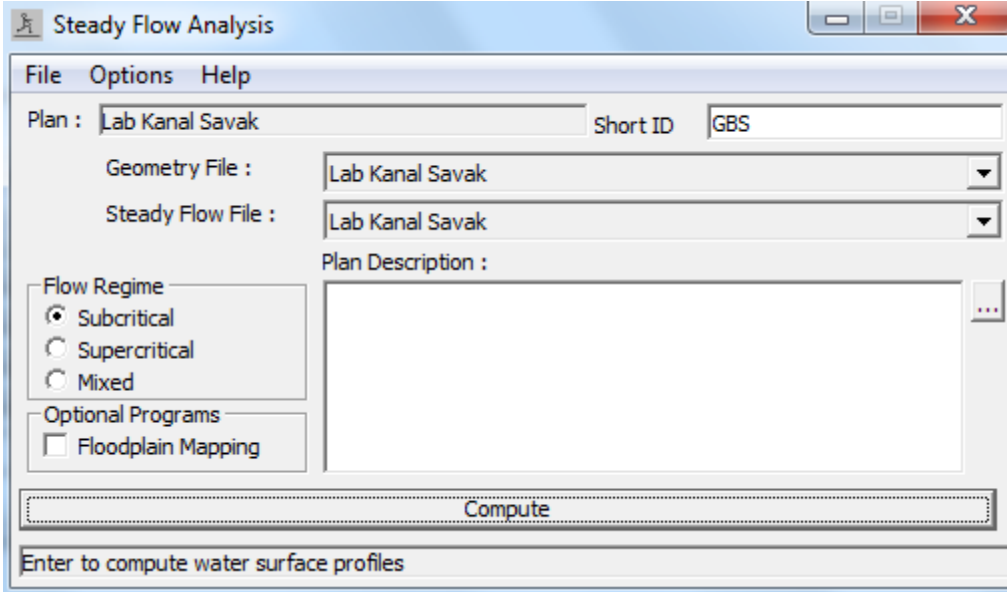 Steady Flow Analysis
File Options Help
Plan : Lab Kanal Savak Short ID GBS
Geometry File : Lab Kanal Savak
Steady Flow File : Lab Kanal Savak
Plan Description :
Flow Regime
Subcritical
Supercritical
Mixed
Optional Programs
Floodplain Mapping
...
Compute
Enter to compute water surface profiles